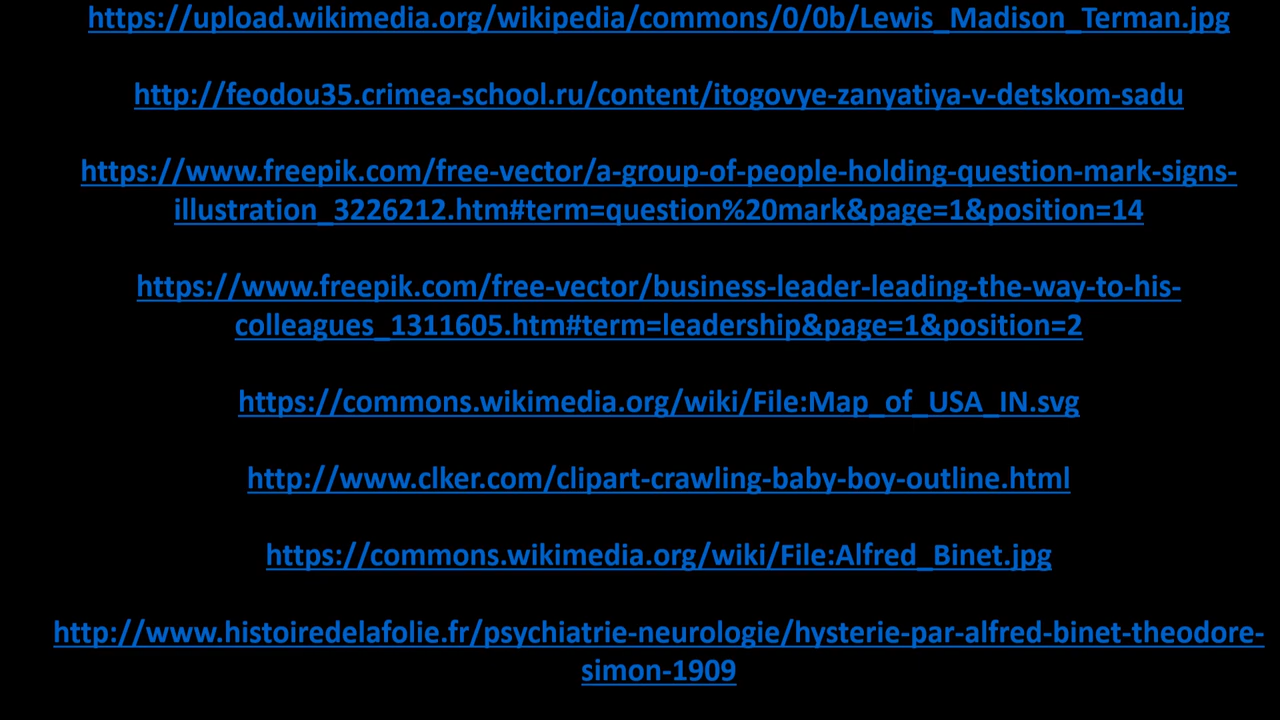 https://upload.wikimedia.org/wikipedia/commons/0/0b/Lewis_Madison_Terman.jpg
http://feodou35.crimea-school.ru/content/itogovye-zanyatiya-v-detskom-sadu
https://www.freepik.com/free-vector/a-group-of-people-holding-question-mark-signs-
illustration_3226212.htm#term=question%20mark&page=1&position=14
https://www.freepik.com/free-vector/business-leader-leading-the-way-to-his-
colleagues_1311605.htm#term=leadership&page=1&position=2
https://commons.wikimedia.org/wiki/File:Map_of_USA_IN.svg
http://www.clker.com/clipart-crawling-baby-boy-outline.html
https://commons.wikimedia.org/wiki/File:Alfred_Binet.jpg
http://www.histoiredelafolie.fr/psychiatrie-neurologie/hysterie-par-alfred-binet-theodore-
simon-1909